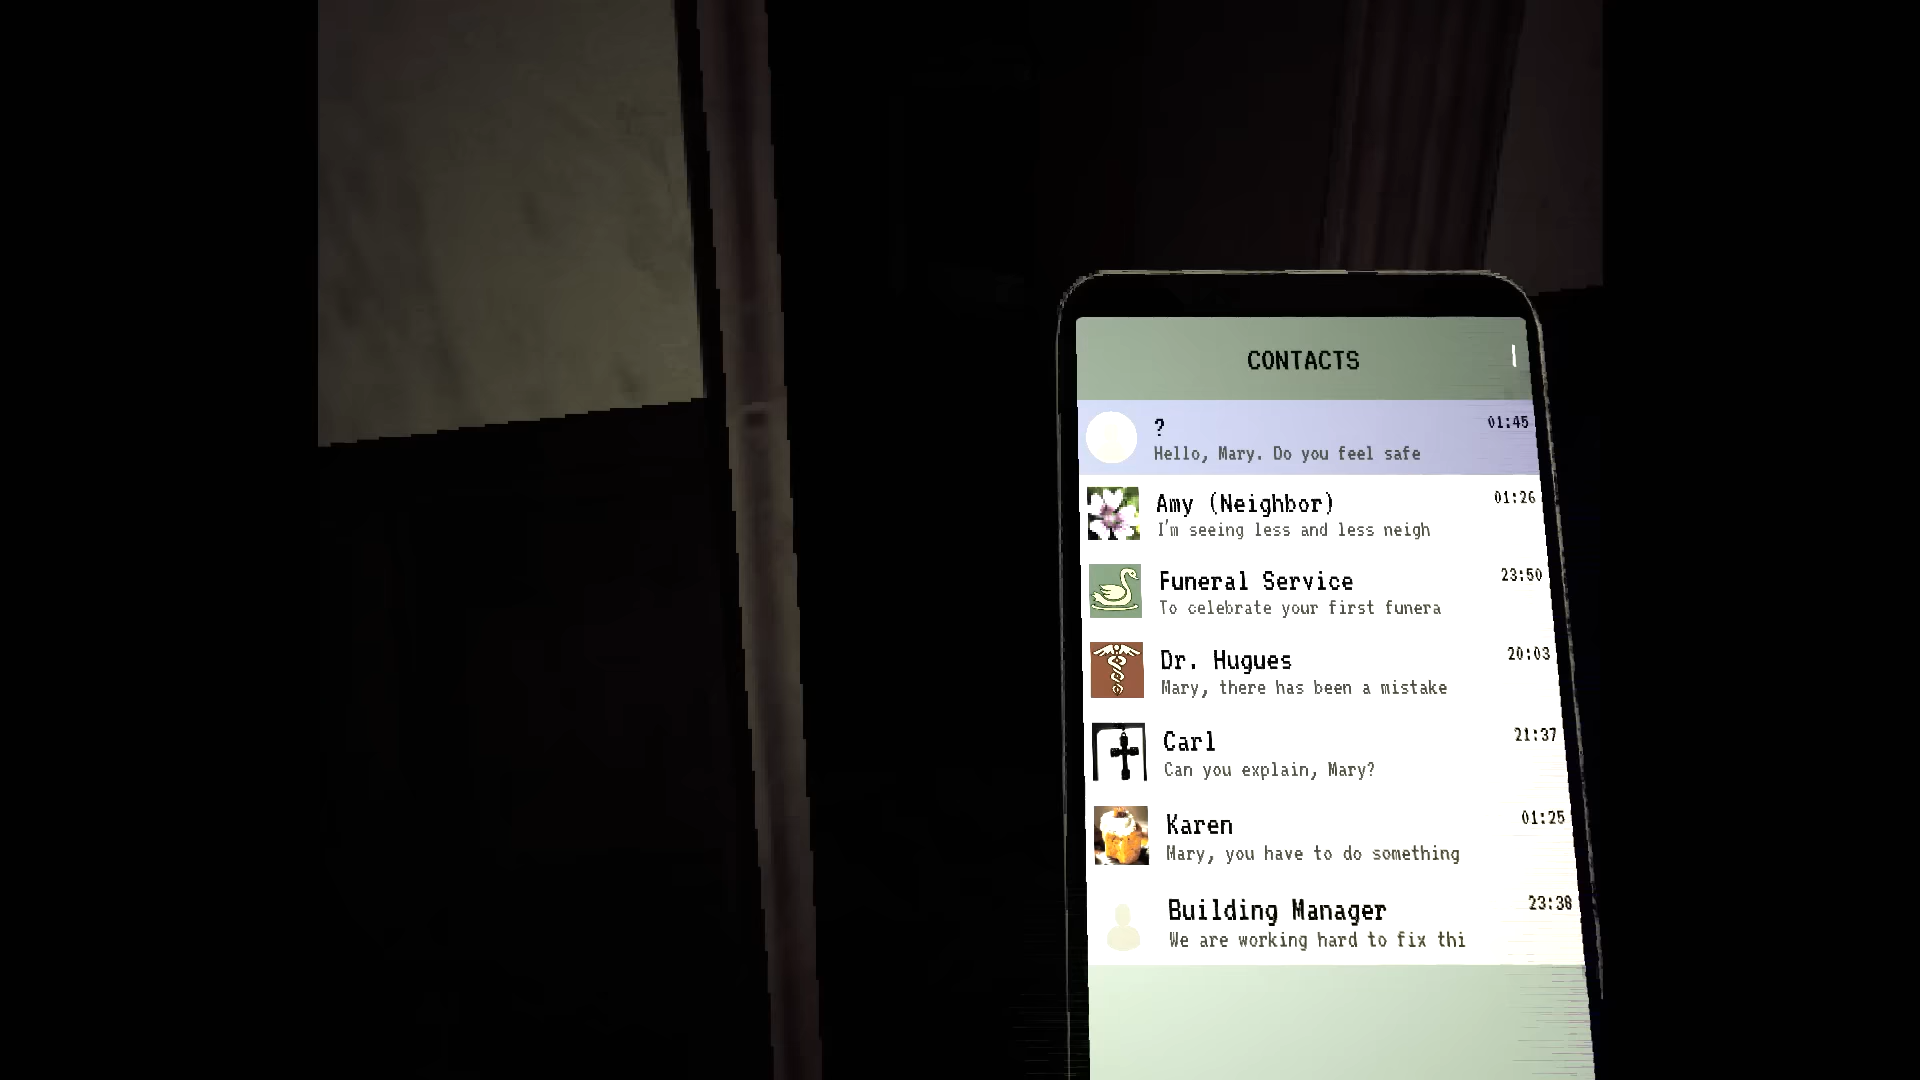 CONTACTS
?
01:45
Hello, Mary. Do you feel safe
Amy (Neighbor)
01:26
I'm seeing less and less neigh
Funeral Service
23:50
To celebrate your first funera
Dr. Hugues
20:03
Mary, there has been a mistake
Carl
21:37
Can you explain, Mary?
Karen
01:25
Mary, you have to do something
Building Manager
23:38
We are working hard to fix thi